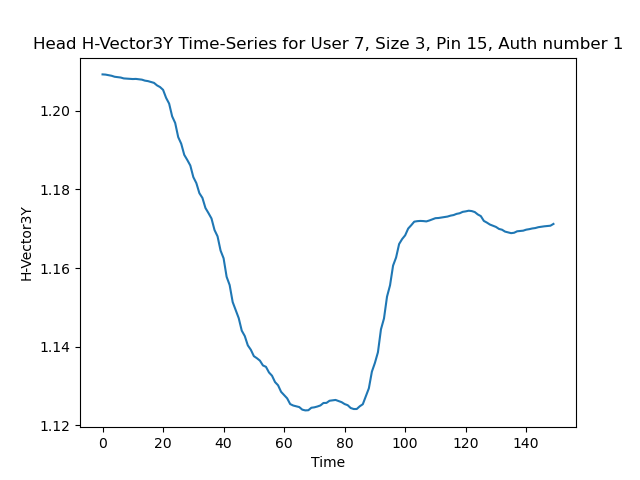 Head H-Vector3Y Time-Series for User 7, Size 3, Pin 15, Auth number 1
H-Vector3Y
1.20
1.18
1.16
1.14
1.12
0 20 40 60 80 100 120 140
Time